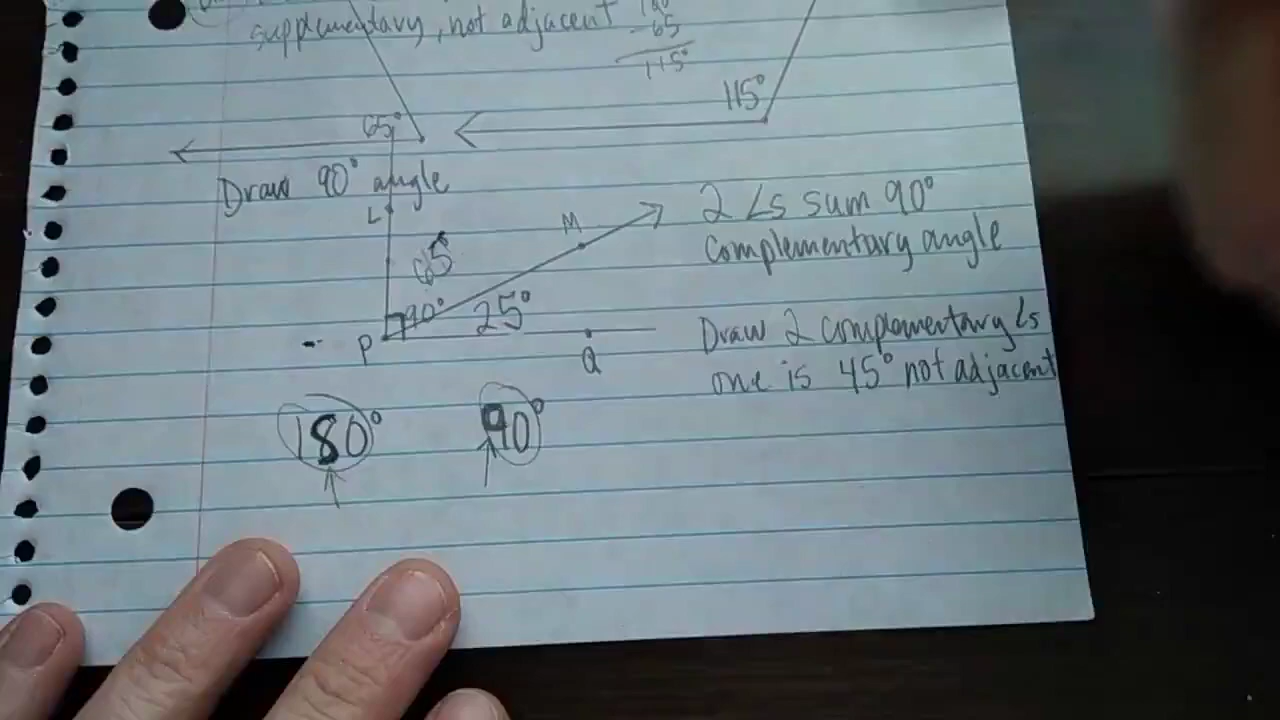 supplementary, not adjacent
65
115°
115°
65°
Draw 90° angle
L
M
2 ∠s sum 90°
complementary angle
65
90°
25°
P
Q
Draw 2 complementary ∠s
one is 45° not adjacent
180°
90°